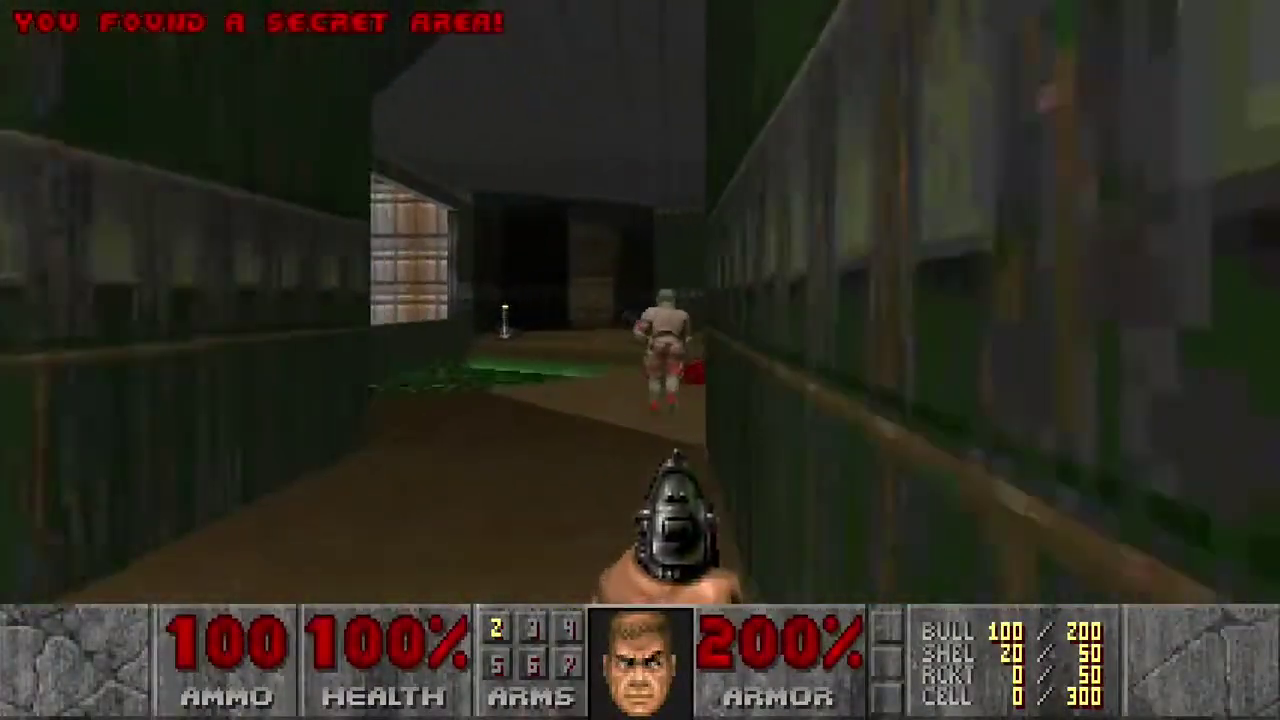 YOU FOUND A SECRET AREA!
100 100% 2 3 4 200% BULL 100 / 200
5 6 7 SHEL 20 / 50
RCKT 0 / 50
AMMO HEALTH ARMS ARMOR CELL 0 / 300